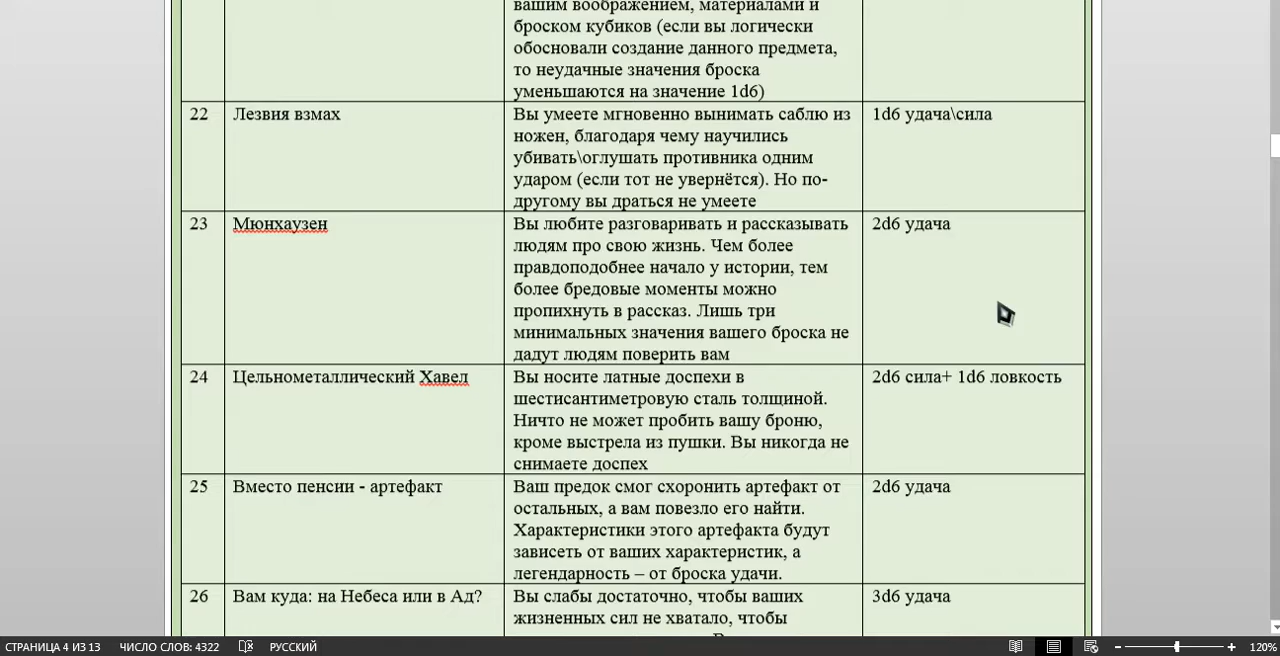 вашим воображением, материалами и
броском кубиков (если вы логически
обосновали создание данного предмета,
то неудачные значения броска
уменьшаются на значение 1d6)
22 Лезвия взмах Вы умеете мгновенно вынимать саблю из 1d6 удача\сила
ножен, благодаря чему научились
убивать\оглушать противника одним
ударом (если тот не увернётся). Но по-
другому вы драться не умеете
23 Мюнхаузен Вы любите разговаривать и рассказывать 2d6 удача
людям про свою жизнь. Чем более
правдоподобнее начало у истории, тем
более бредовые моменты можно
пропихнуть в рассказ. Лишь три
минимальных значения вашего броска не
дадут людям поверить вам
24 Цельнометаллический Хавел Вы носите латные доспехи в 2d6 сила+ 1d6 ловкость
шестисантиметровую сталь толщиной.
Ничто не может пробить вашу броню,
кроме выстрела из пушки. Вы никогда не
снимаете доспех
25 Вместо пенсии - артефакт Ваш предок смог схоронить артефакт от 2d6 удача
остальных, а вам повезло его найти.
Характеристики этого артефакта будут
зависеть от ваших характеристик, а
легендарность – от броска удачи.
26 Вам куда: на Небеса или в Ад? Вы слабы достаточно, чтобы ваших 3d6 удача
жизненных сил не хватало, чтобы
СТРАНИЦА 4 ИЗ 13 ЧИСЛО СЛОВ: 4322 РУССКИЙ 120%